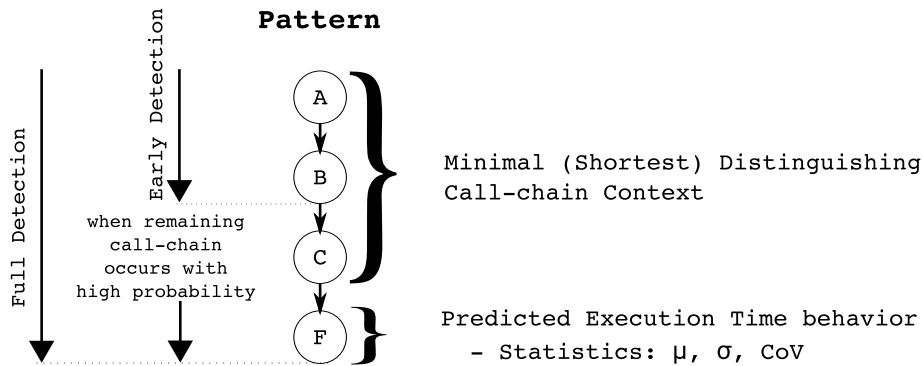 Pattern
Full Detection
Early Detection
when remaining
call-chain
occurs with
high probability
A
B
C
F
Minimal (Shortest) Distinguishing
Call-chain Context
Predicted Execution Time behavior
- Statistics: μ, σ, CoV